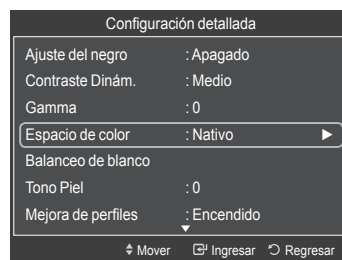 Configuración detallada
Ajuste del negro : Apagado
Contraste Dinám. : Medio
Gamma : 0
Espacio de color : Nativo ►
Balanceo de blanco
Tono Piel : 0
Mejora de perfiles : Encendido
▼
Mover Ingresar Regresar